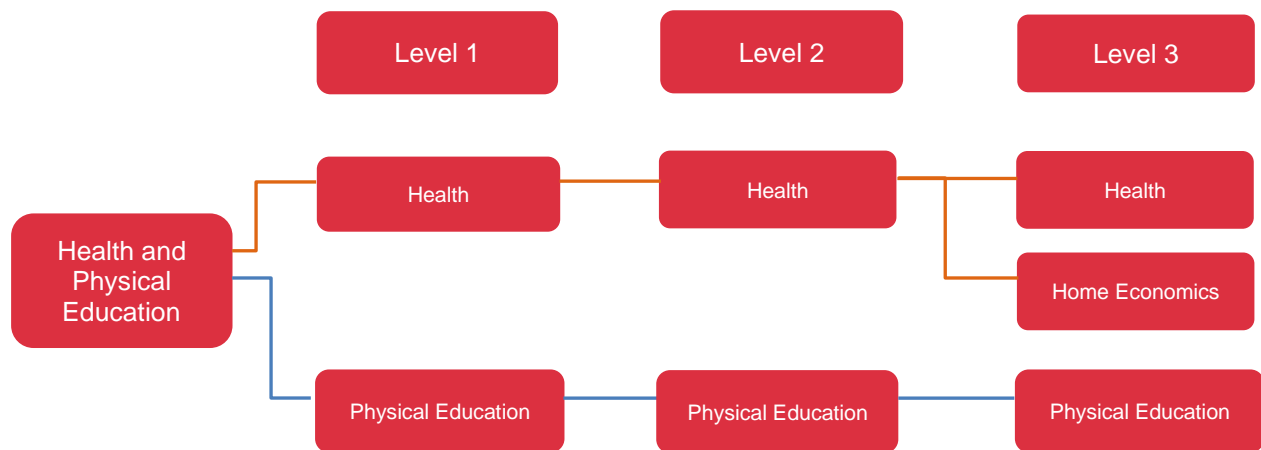 Level 1
Level 2
Level 3
Health
Health
Health
Health and
Physical
Education
Home Economics
Physical Education
Physical Education
Physical Education